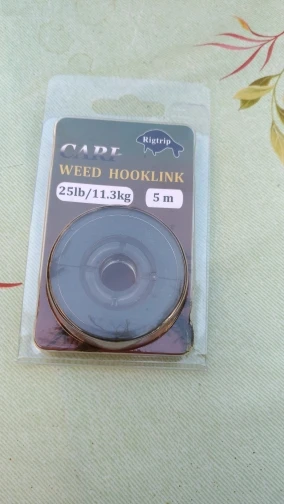 Rigtrip
CARP
WEED HOOKLINK
25lb/11.3kg
5 m